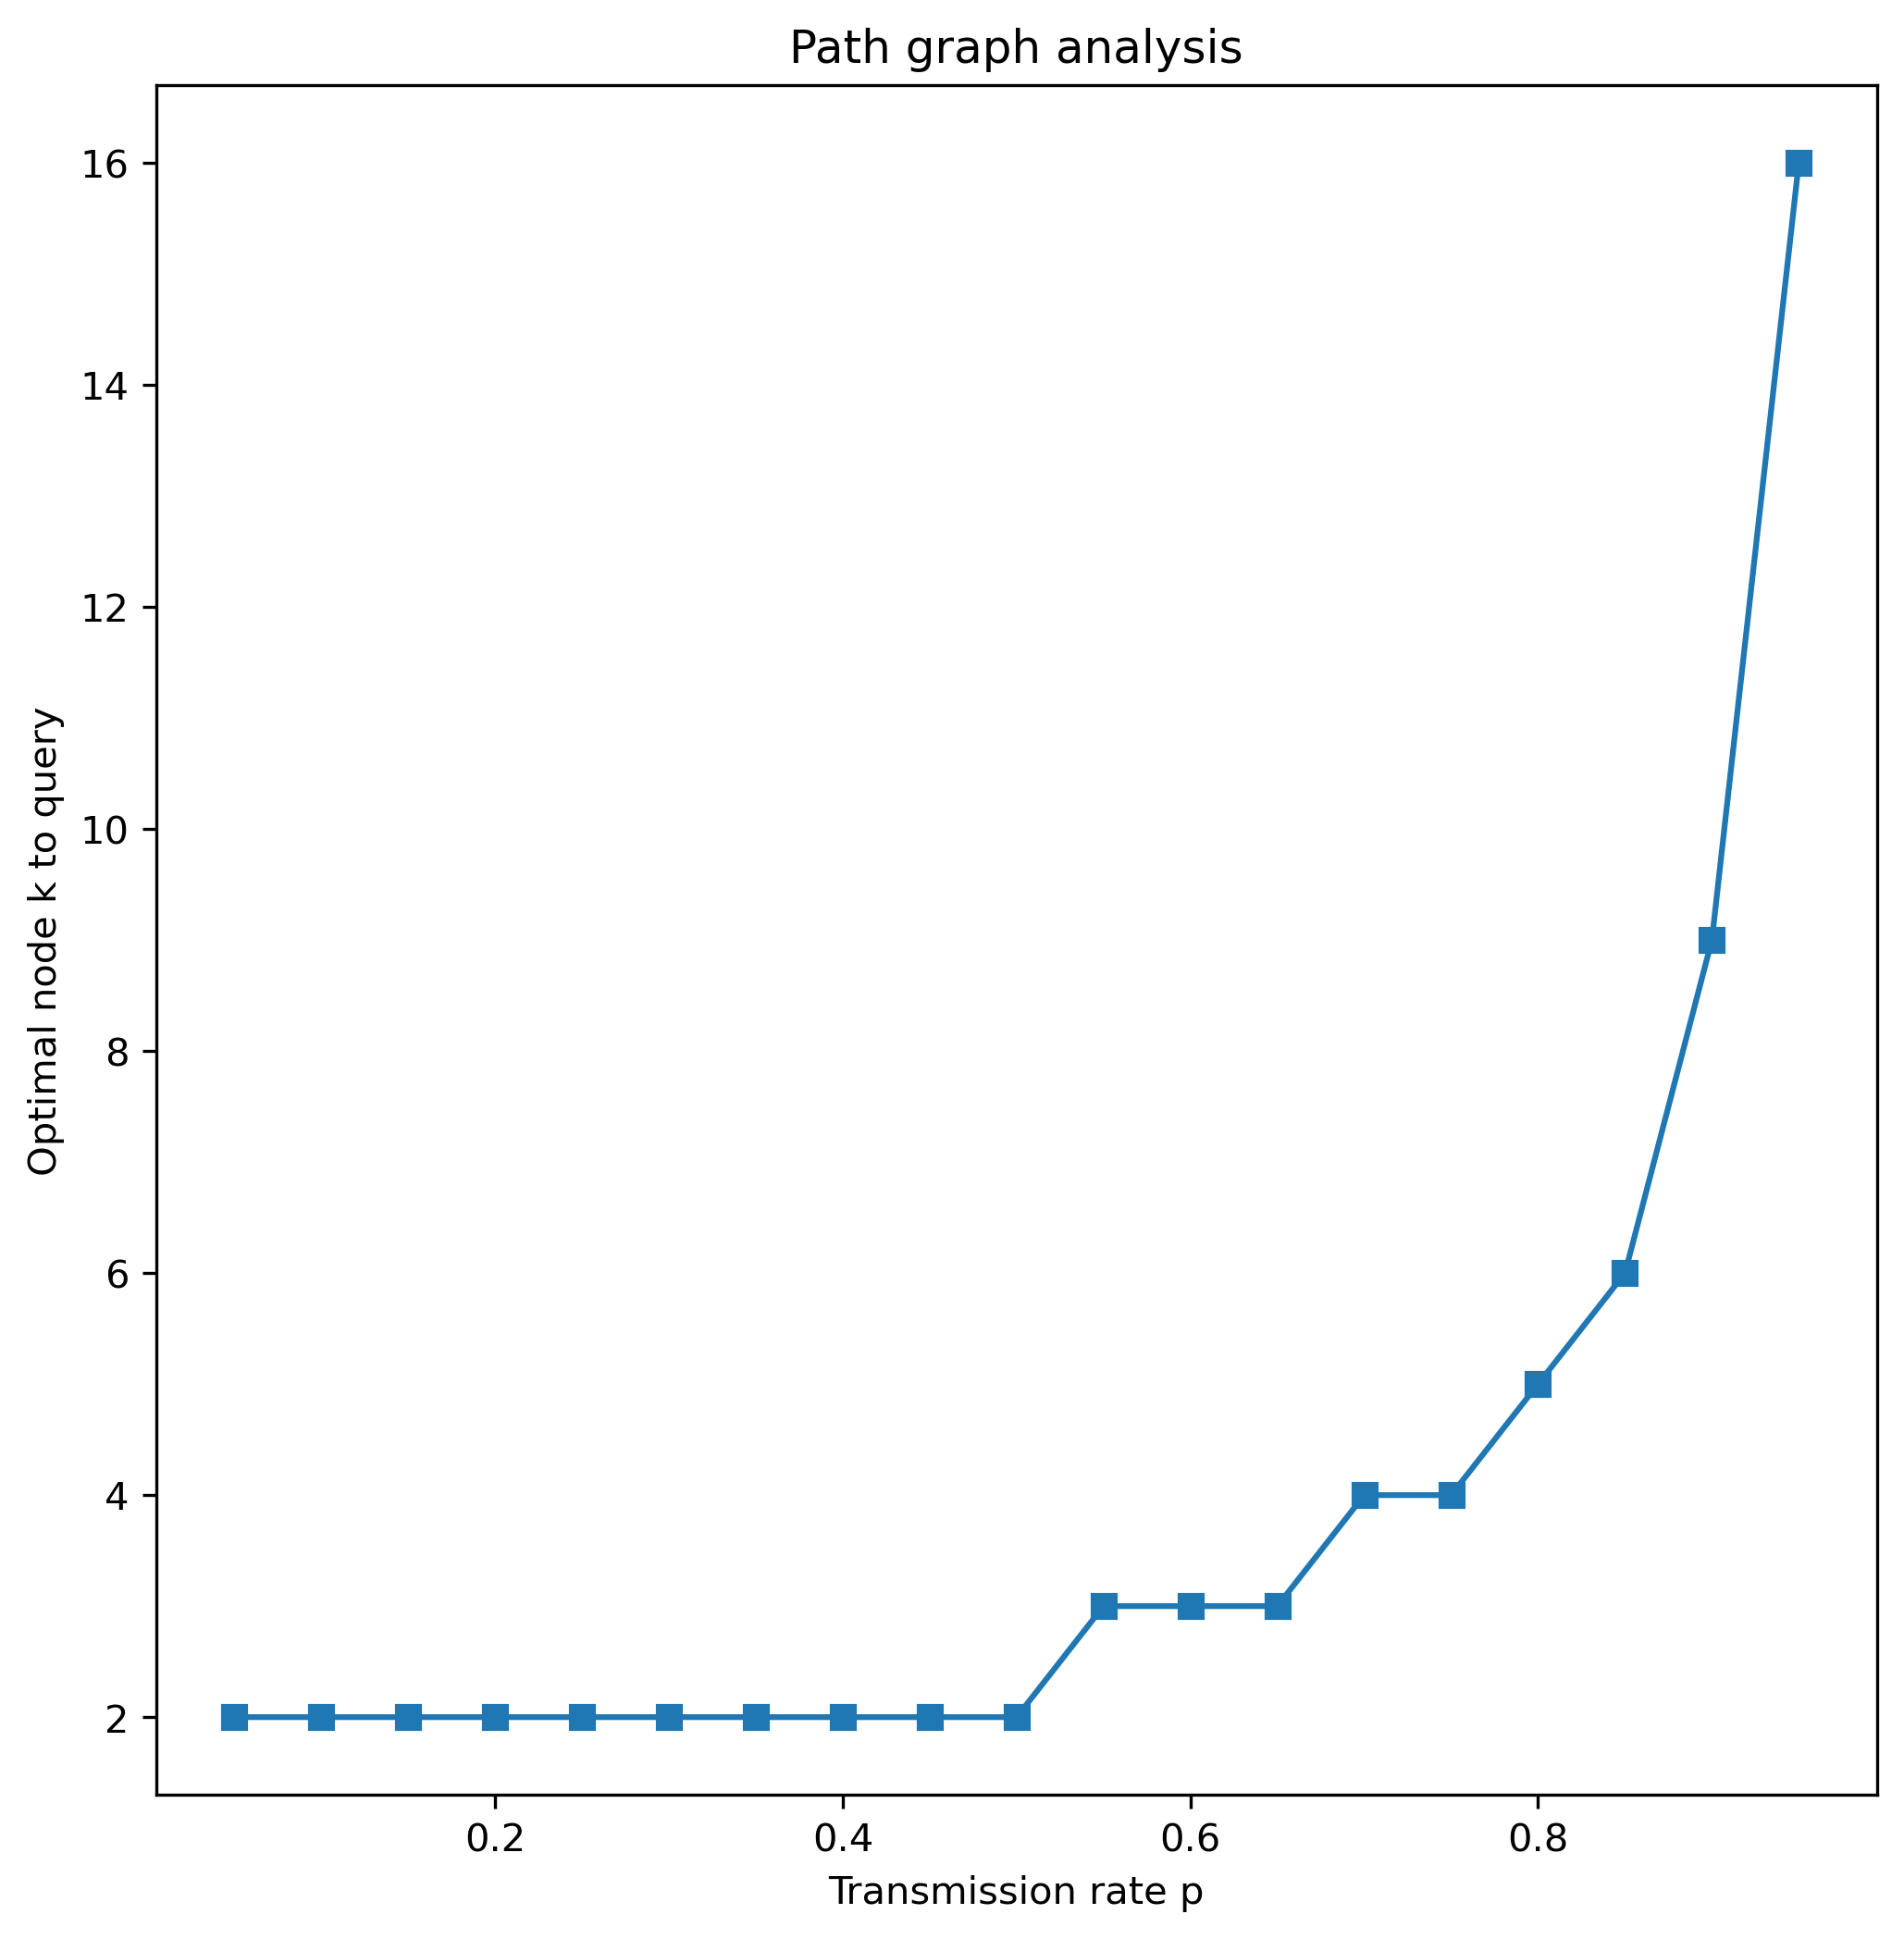 Path graph analysis
16
14
12
10
8
6
4
2
Optimal node k to query
0.2 0.4 0.6 0.8
Transmission rate p